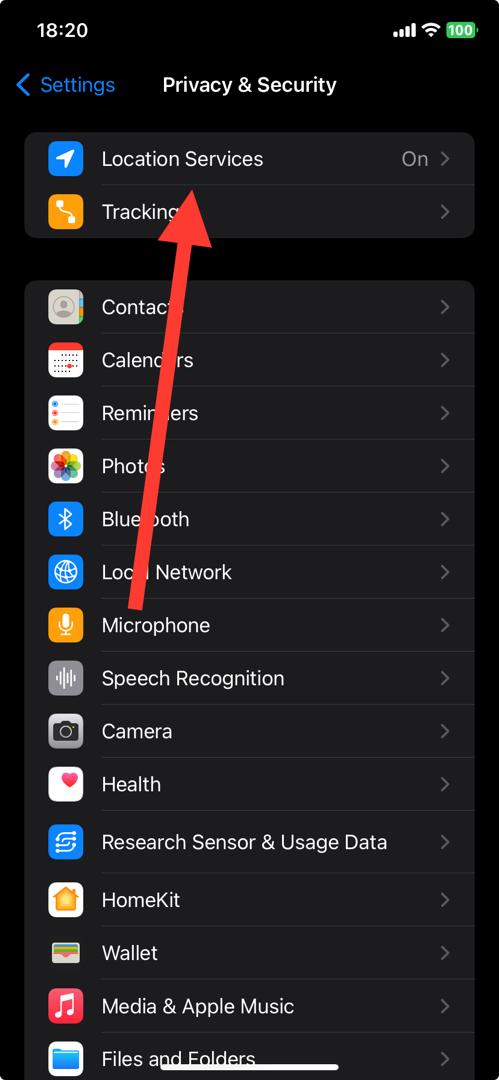 18:20
100
Settings
Privacy & Security
Location Services
On
Tracking
Contacts
Calendars
Reminders
Photos
Bluetooth
Local Network
Microphone
Speech Recognition
Camera
Health
Research Sensor & Usage Data
HomeKit
Wallet
Media & Apple Music
Files and Folders